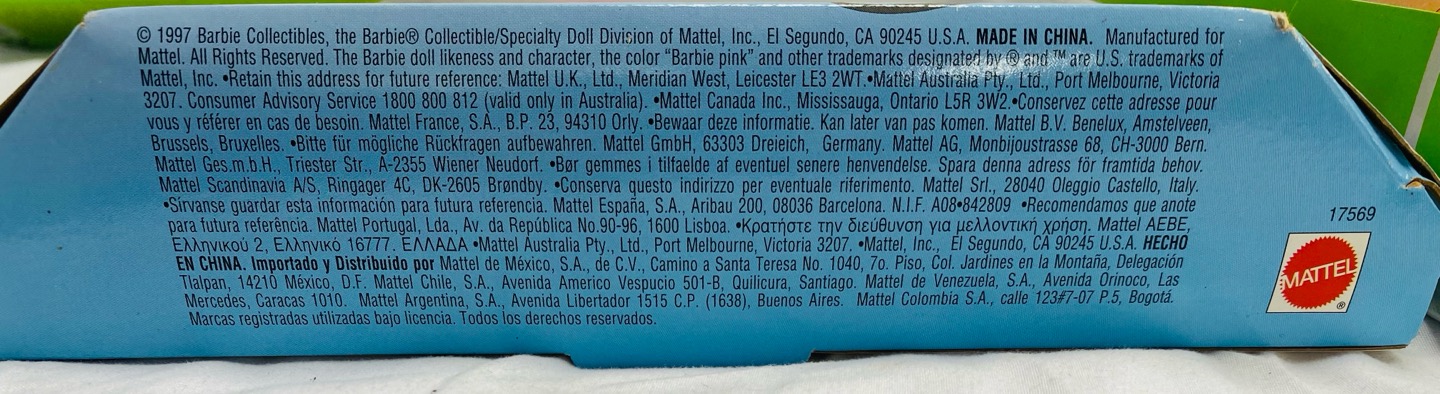 © 1997 Barbie Collectibles, the Barbie® Collectible/Specialty Doll Division of Mattel, Inc., El Segundo, CA 90245 U.S.A. MADE IN CHINA. Manufactured for
Mattel. All Rights Reserved. The Barbie doll likeness and character, the color "Barbie pink" and other trademarks designated by ® and ™ are U.S. trademarks of
Mattel, Inc. •Retain this address for future reference: Mattel U.K., Ltd., Meridian West, Leicester LE3 2WT.•Mattel Australia Pty., Ltd., Port Melbourne, Victoria
3207. Consumer Advisory Service 1800 800 812 (valid only in Australia). •Mattel Canada Inc., Mississauga, Ontario L5R 3W2.•Conservez cette adresse pour
vous y référer en cas de besoin. Mattel France, S.A., B.P. 23, 94310 Orly. •Bewaar deze informatie. Kan later van pas komen. Mattel B.V. Benelux, Amstelveen,
Brussels, Bruxelles. •Bitte für mögliche Rückfragen aufbewahren. Mattel GmbH, 63303 Dreieich, Germany. Mattel AG, Monbijoustrasse 68, CH-3000 Bern.
Mattel Ges.m.b.H., Triester Str., A-2355 Wiener Neudorf. •Bør gemmes i tilfaelde af eventuel senere henvendelse. Spara denna adress för framtida behov.
Mattel Scandinavia A/S, Ringager 4C, DK-2605 Brøndby. •Conserva questo indirizzo per eventuale riferimento. Mattel Srl., 28040 Oleggio Castello, Italy.
•Sírvanse guardar esta información para futura referencia. Mattel España, S.A., Aribau 200, 08036 Barcelona. N.I.F. A08•842809 •Recomendamos que anote
para futura referência. Mattel Portugal, Lda., Av. da República No.90-96, 1600 Lisboa. •Κρατήστε την διεύθυνση για μελλοντική χρήση. Mattel AEBE,
Ελληνικού 2, Ελληνικό 16777. ΕΛΛΑΔΑ •Mattel Australia Pty., Ltd., Port Melbourne, Victoria 3207. •Mattel, Inc., El Segundo, CA 90245 U.S.A. HECHO
EN CHINA. Importado y Distribuido por Mattel de México, S.A., de C.V., Camino a Santa Teresa No. 1040, 7o. Piso, Col. Jardines en la Montaña, Delegación
Tlalpan, 14210 México, D.F. Mattel Chile, S.A., Avenida Americo Vespucio 501-B, Quilicura, Santiago. Mattel de Venezuela, S.A., Avenida Orinoco, Las
Mercedes, Caracas 1010. Mattel Argentina, S.A., Avenida Libertador 1515 C.P. (1638), Buenos Aires. Mattel Colombia S.A., calle 123#7-07 P.5, Bogotá.
Marcas registradas utilizadas bajo licencia. Todos los derechos reservados.
17569
MATTEL
®